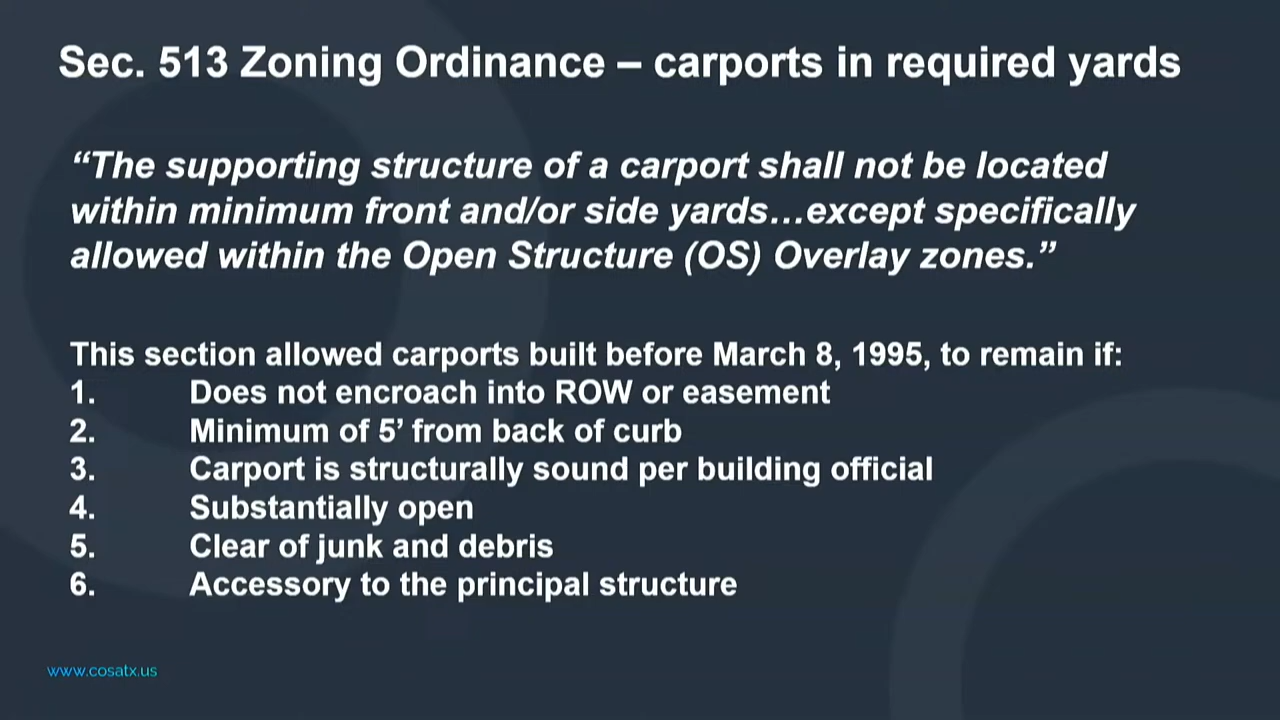 Sec. 513 Zoning Ordinance – carports in required yards
“The supporting structure of a carport shall not be located
within minimum front and/or side yards…except specifically
allowed within the Open Structure (OS) Overlay zones.”
This section allowed carports built before March 8, 1995, to remain if:
1. Does not encroach into ROW or easement
2. Minimum of 5’ from back of curb
3. Carport is structurally sound per building official
4. Substantially open
5. Clear of junk and debris
6. Accessory to the principal structure
www.cosatx.us